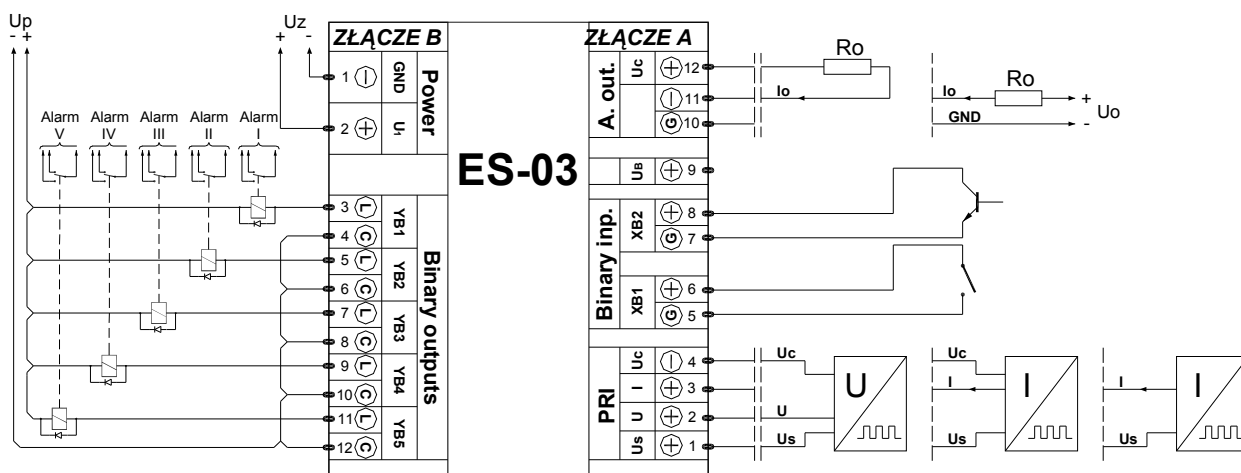 Up
- +
Uz
+ -
Alarm V
Alarm IV
Alarm III
Alarm II
Alarm I
ZŁĄCZE B
1 GND
2 U1
Power
3 L
4 C
YB1
5 L
6 C
YB2
7 L
8 C
YB3
9 L
10 C
YB4
11 L
12 C
YB5
Binary outputs
ES-03
ZŁĄCZE A
A. out.
Uc + 12
- 11
G 10
UB + 9
Binary inp.
XB2
+ 8
G 7
XB1
+ 6
G 5
PRI
Uc - 4
I + 3
U + 2
Us + 1
Ro
Io
Io
Ro
GND
+
Uo
-
Uc
U
Us
U
Uc
I
Us
I
I
Us
I